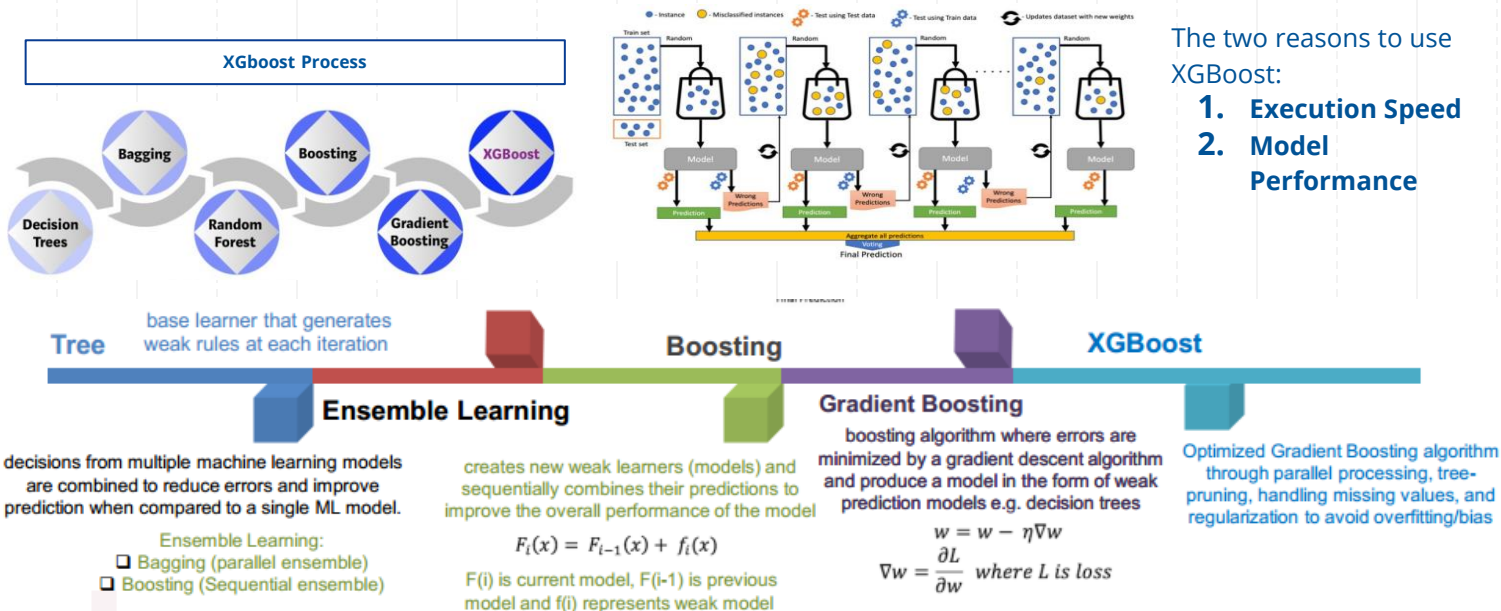 XGboost Process
Decision
Trees
Bagging
Random
Forest
Boosting
Gradient
Boosting
XGBoost
- Instance
- Misclassified instances
- Test using Test data
- Test using Train data
- Updates dataset with new weights
Train set
Random
Random
Random
Random
Test set
Model
Model
Model
Model
Wrong
Predictions
Wrong
Predictions
Wrong
Predictions
Prediction
Prediction
Prediction
Prediction
Aggregate all predictions
Voting
Final Prediction
The two reasons to use
XGBoost:
1. Execution Speed
2. Model
Performance
Tree
base learner that generates
weak rules at each iteration
Ensemble Learning
decisions from multiple machine learning models
are combined to reduce errors and improve
prediction when compared to a single ML model.
Ensemble Learning:
❑ Bagging (parallel ensemble)
❑ Boosting (Sequential ensemble)
Boosting
creates new weak learners (models) and
sequentially combines their predictions to
improve the overall performance of the model
F_i(x) = F_{i-1}(x) + f_i(x)
F(i) is current model, F(i-1) is previous
model and f(i) represents weak model
Gradient Boosting
boosting algorithm where errors are
minimized by a gradient descent algorithm
and produce a model in the form of weak
prediction models e.g. decision trees
w = w − η∇w
∇w = ∂L/∂w where L is loss
XGBoost
Optimized Gradient Boosting algorithm
through parallel processing, tree-
pruning, handling missing values, and
regularization to avoid overfitting/bias